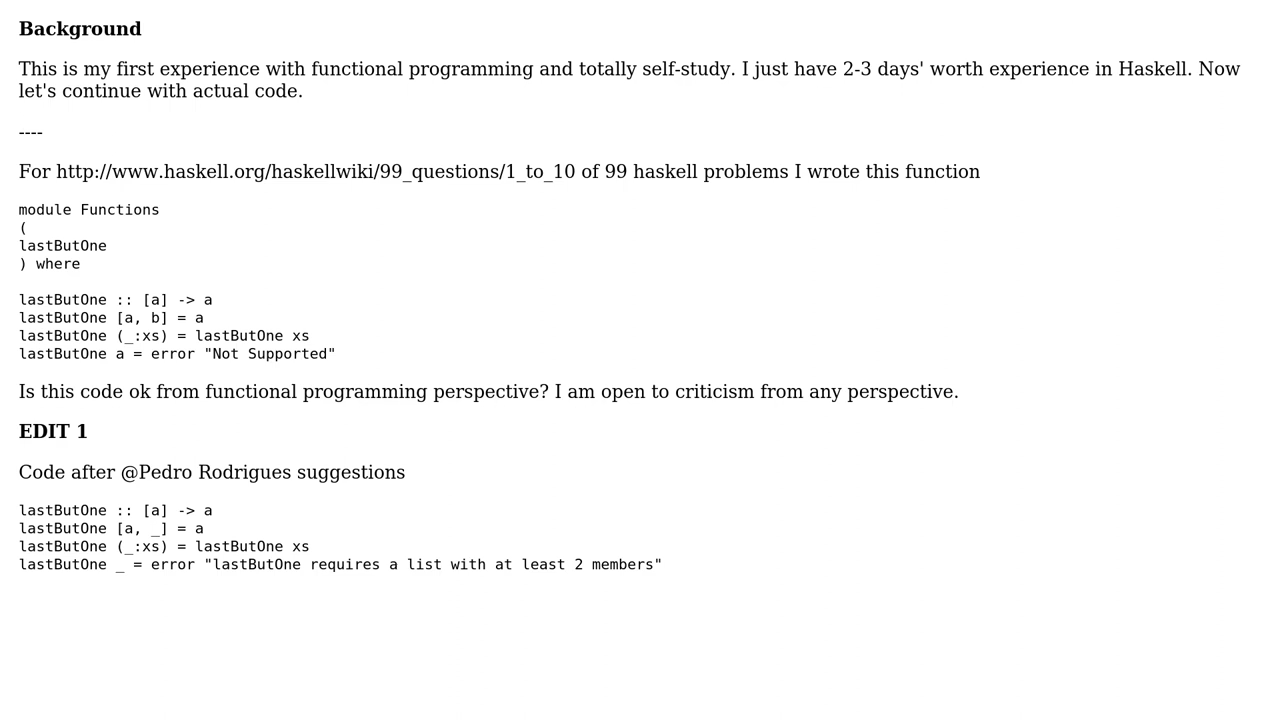 Background
This is my first experience with functional programming and totally self-study. I just have 2-3 days' worth experience in Haskell. Now
let's continue with actual code.
----
For http://www.haskell.org/haskellwiki/99_questions/1_to_10 of 99 haskell problems I wrote this function
module Functions
(
lastButOne
) where
lastButOne :: [a] -> a
lastButOne [a, b] = a
lastButOne (_:xs) = lastButOne xs
lastButOne a = error "Not Supported"
Is this code ok from functional programming perspective? I am open to criticism from any perspective.
EDIT 1
Code after @Pedro Rodrigues suggestions
lastButOne :: [a] -> a
lastButOne [a, _] = a
lastButOne (_:xs) = lastButOne xs
lastButOne _ = error "lastButOne requires a list with at least 2 members"